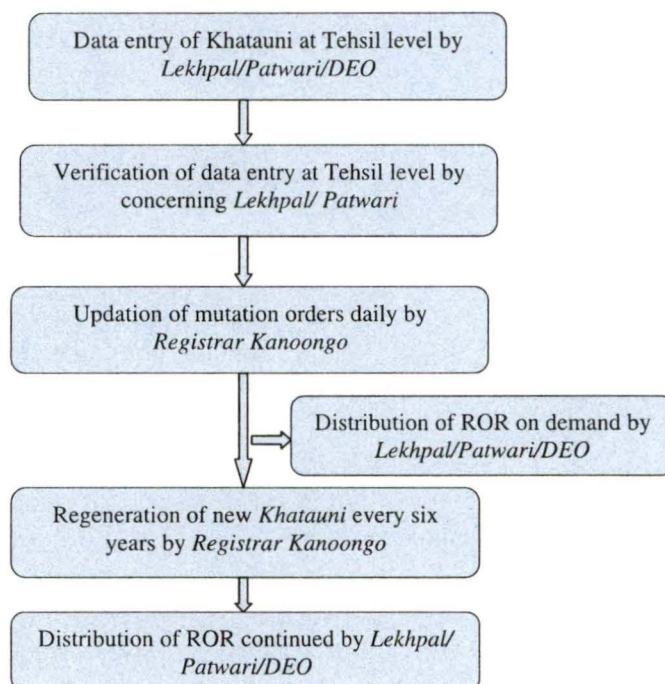 Data entry of Khatauni at Tehsil level by
Lekhpal/Patwari/DEO
Verification of data entry at Tehsil level by
concerning Lekhpal/ Patwari
Updation of mutation orders daily by
Registrar Kanoongo
Distribution of ROR on demand by
Lekhpal/Patwari/DEO
Regeneration of new Khatauni every six
years by Registrar Kanoongo
Distribution of ROR continued by Lekhpal/
Patwari/DEO